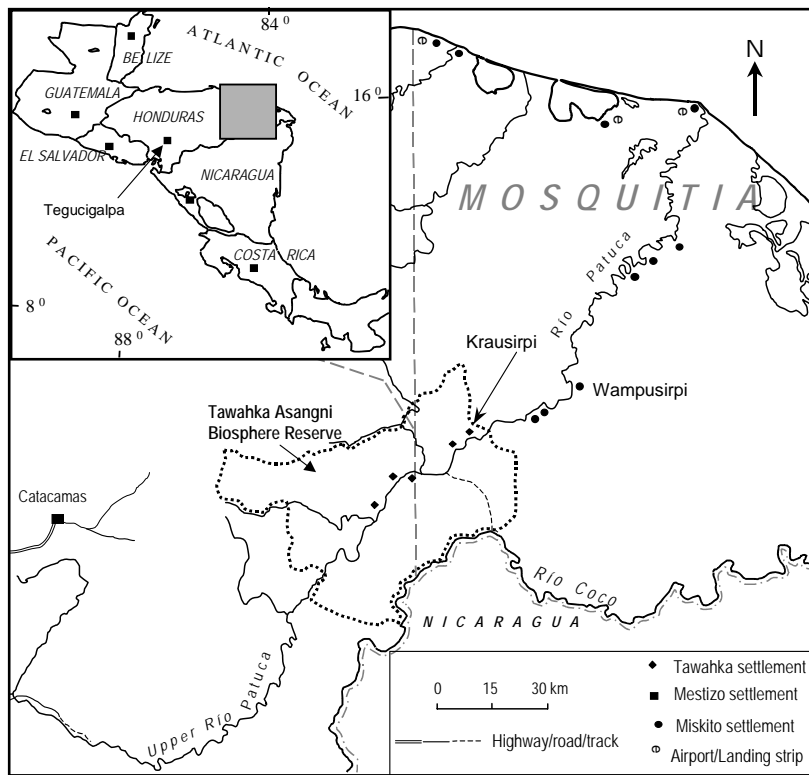 84⁰
ATLANTIC OCEAN
BELIZE
GUATEMALA
HONDURAS
EL SALVADOR
NICARAGUA
Tegucigalpa
COSTA RICA
PACIFIC OCEAN
8⁰
88⁰
16⁰
N
MOSQUITIA
Río Patuca
Krausirpi
Wampusirpi
Tawahka Asangni
Biosphere Reserve
Catacamas
Río Coco
NICARAGUA
Upper Río Patuca
0 15 30 km
Highway/road/track
Tawahka settlement
Mestizo settlement
Miskito settlement
Airport/Landing strip